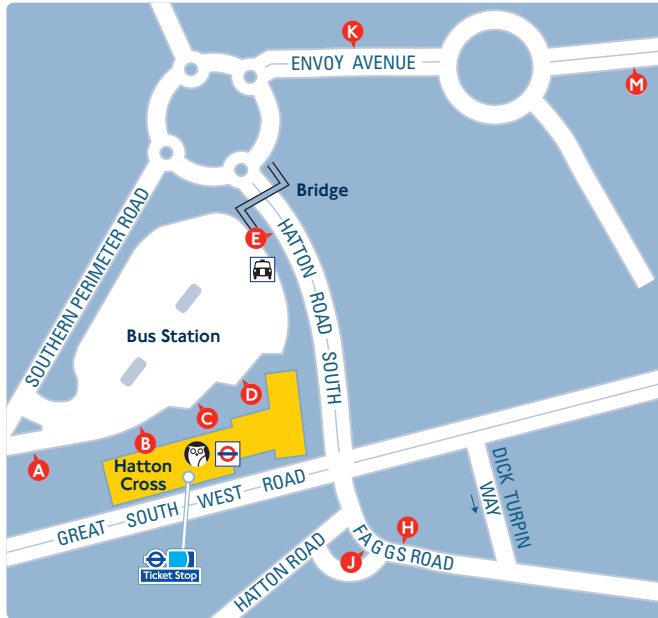 K
ENVOY AVENUE
M
Bridge
SOUTHERN PERIMETER ROAD
E
HATTON ROAD SOUTH
Bus Station
D
C
B
A
Hatton
Cross
GREAT SOUTH WEST ROAD
DICK TURPIN
WAY
H
FAGGS ROAD
J
HATTON ROAD
Ticket Stop